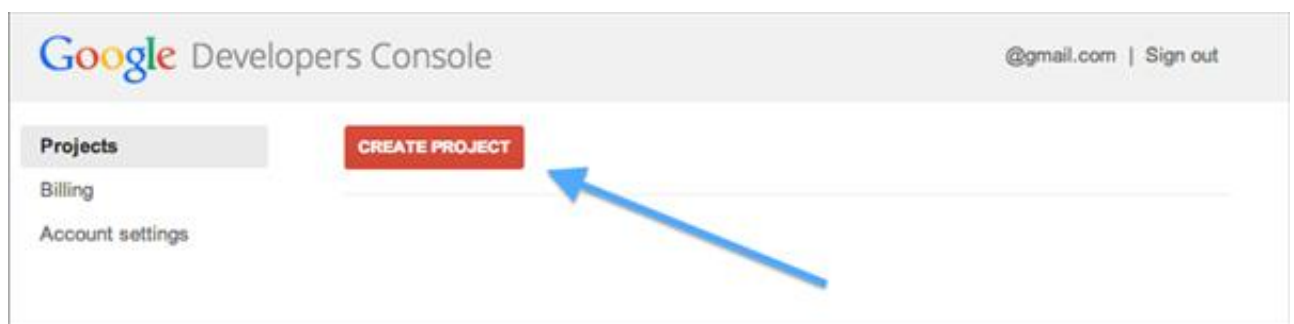 Google Developers Console
@gmail.com | Sign out
Projects
CREATE PROJECT
Billing
Account settings